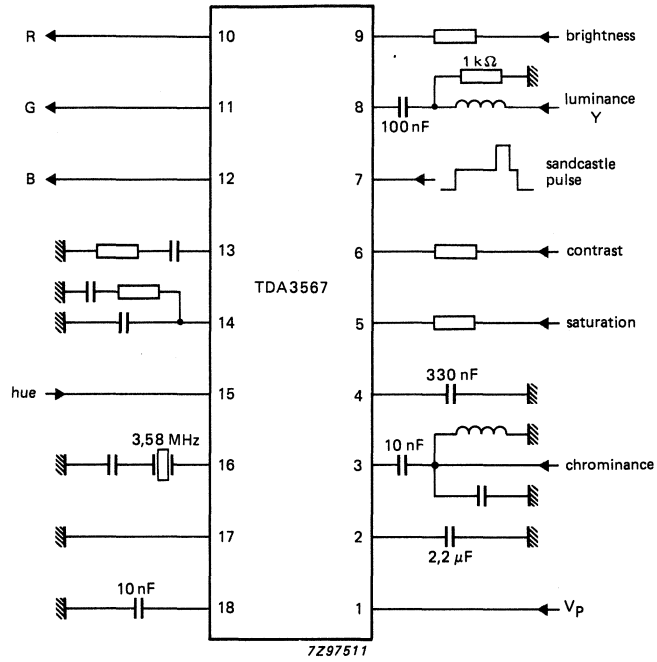 R
10
9
brightness
1 kΩ
G
11
8
100 nF
luminance
Y
B
12
7
sandcastle
pulse
13
6
contrast
TDA3567
14
5
saturation
330 nF
hue
15
4
3,58 MHz
10 nF
16
3
chrominance
17
2
2,2 μF
10 nF
18
1
VP
7Z97511